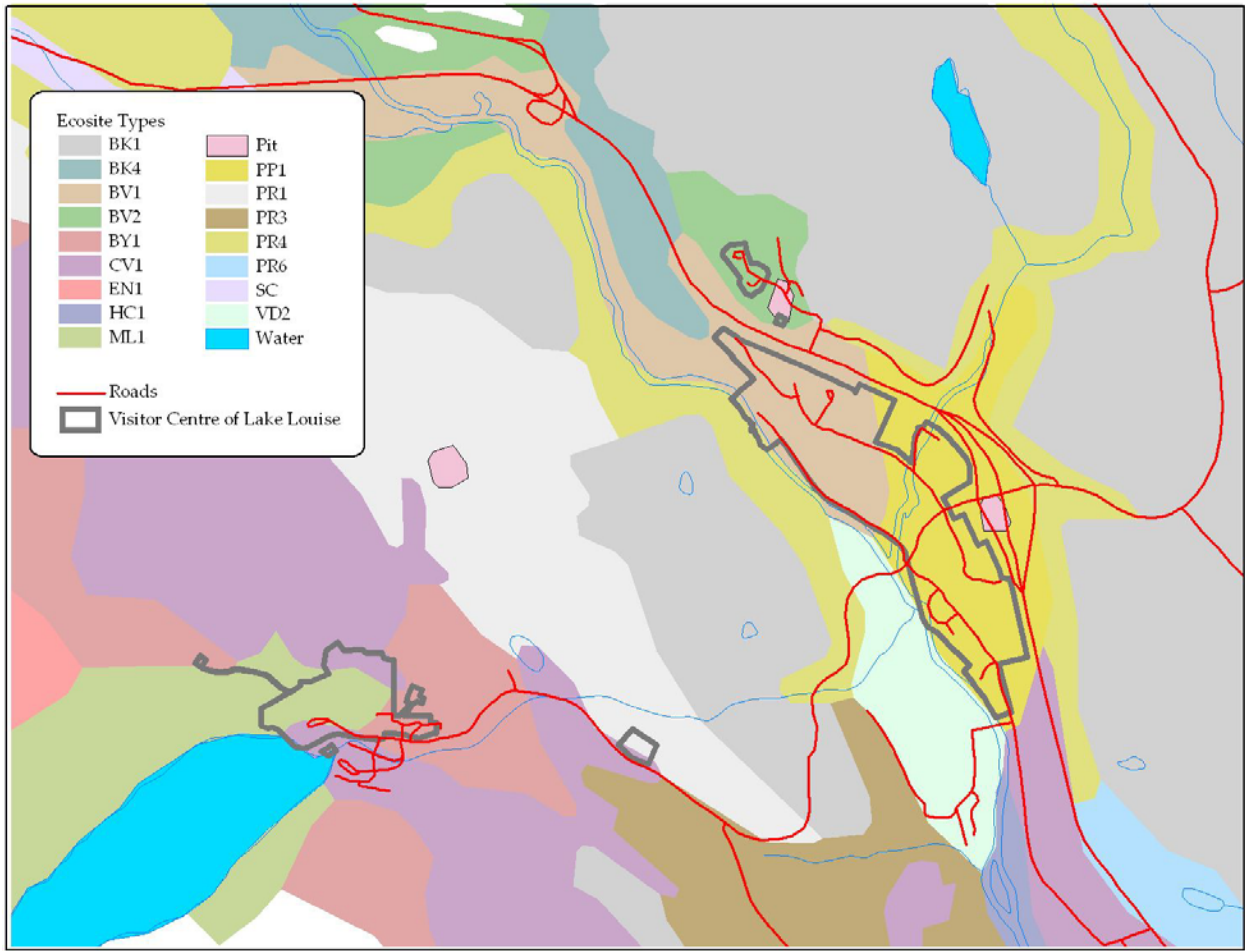 Ecosite Types
BK1
BK4
BV1
BV2
BY1
CV1
EN1
HC1
ML1
Pit
PP1
PR1
PR3
PR4
PR6
SC
VD2
Water
Roads
Visitor Centre of Lake Louise